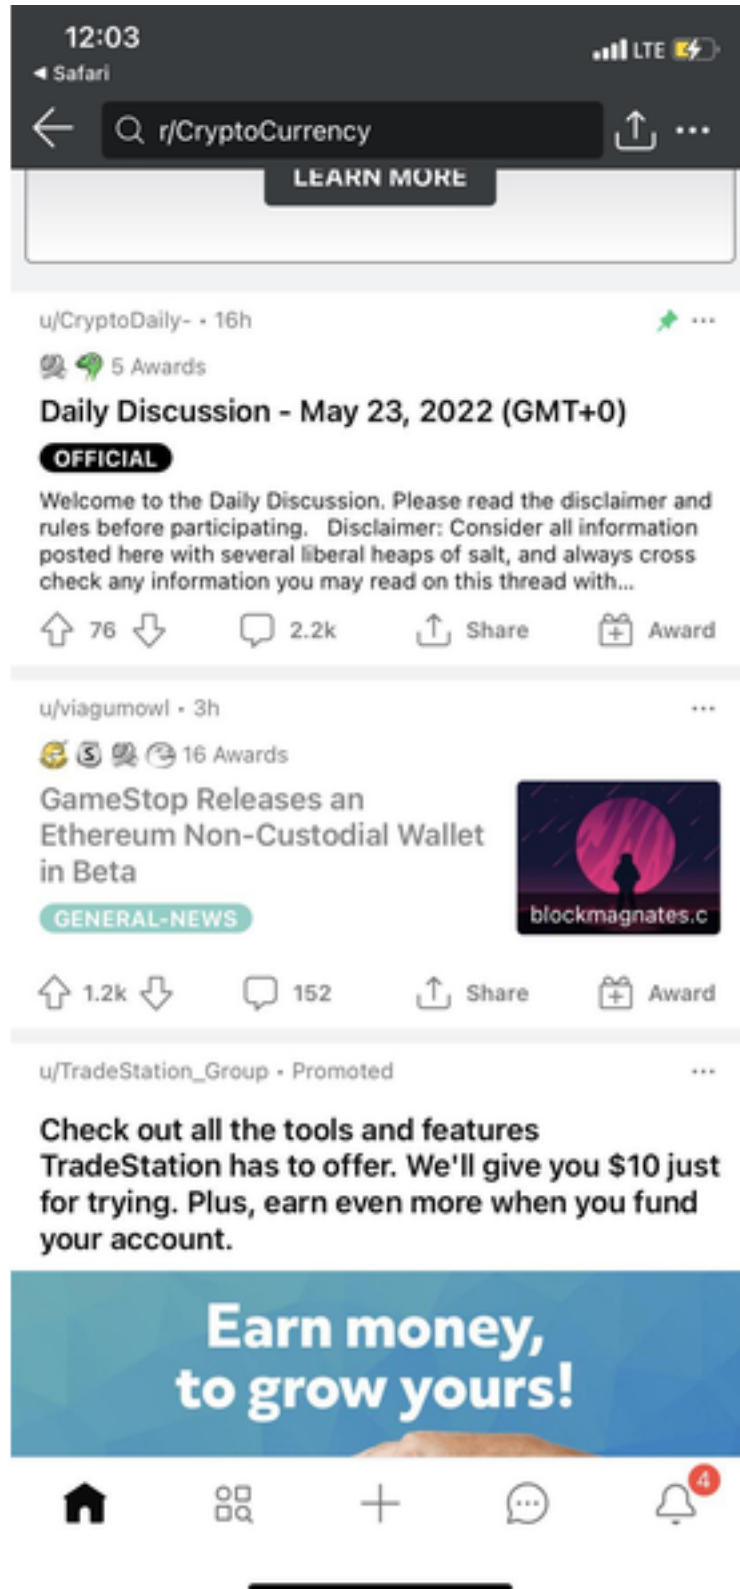 12:03
LTE
◀ Safari
r/CryptoCurrency
LEARN MORE
u/CryptoDaily- • 16h
5 Awards
Daily Discussion - May 23, 2022 (GMT+0)
OFFICIAL
Welcome to the Daily Discussion. Please read the disclaimer and
rules before participating.   Disclaimer: Consider all information
posted here with several liberal heaps of salt, and always cross
check any information you may read on this thread with...
76 2.2k Share Award
u/viagumowl • 3h
16 Awards
GameStop Releases an
Ethereum Non-Custodial Wallet
in Beta
blockmagnates.c
GENERAL-NEWS
1.2k 152 Share Award
u/TradeStation_Group • Promoted
Check out all the tools and features
TradeStation has to offer. We'll give you $10 just
for trying. Plus, earn even more when you fund
your account.
Earn money,
to grow yours!
4